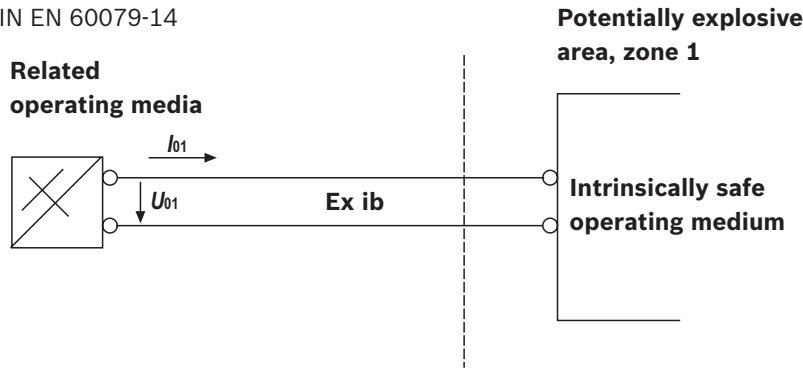 IN EN 60079-14
Potentially explosive
area, zone 1
Related
operating media
I01
U01
Ex ib
Intrinsically safe
operating medium